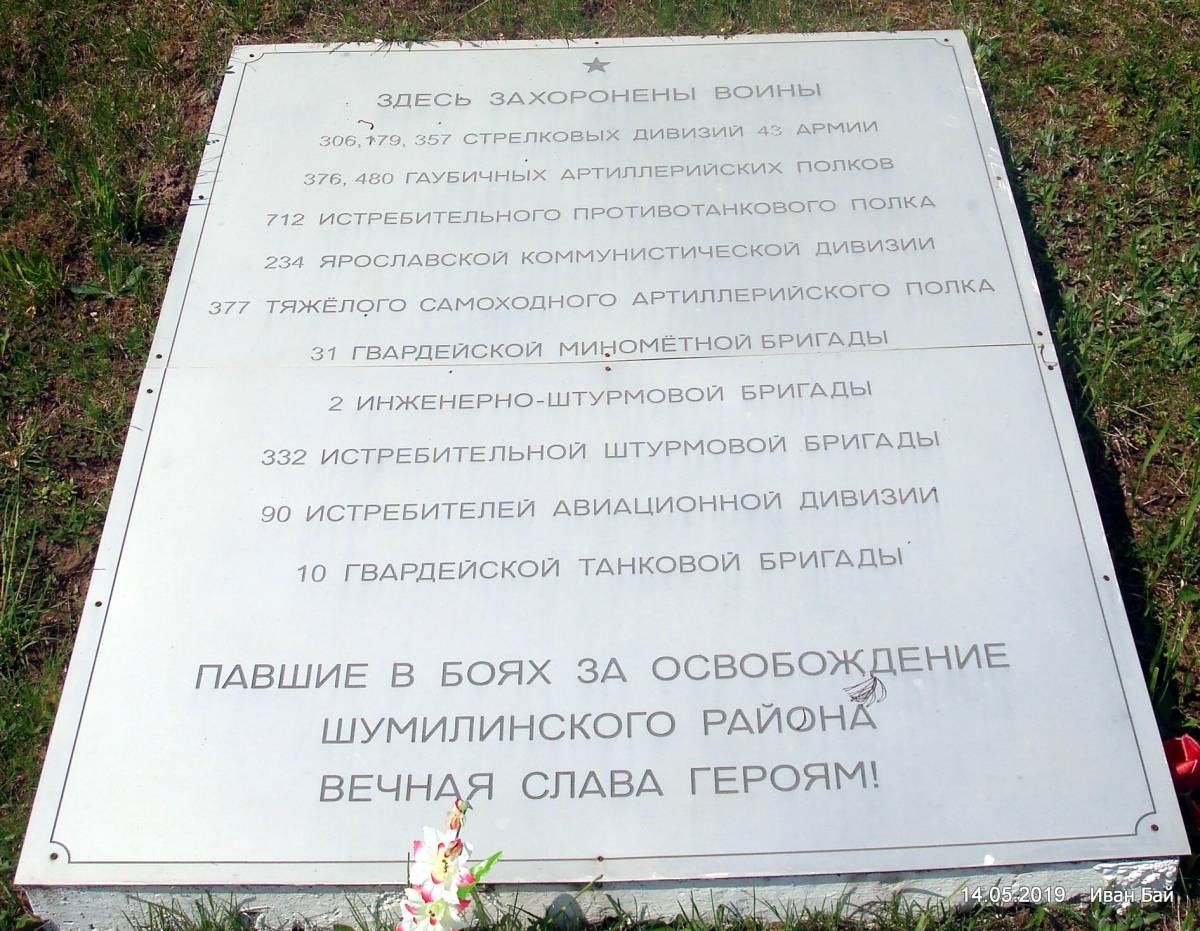 ЗДЕСЬ ЗАХОРОНЕНЫ ВОИНЫ
306, 179, 357 СТРЕЛКОВЫХ ДИВИЗИЙ 43 АРМИИ
376, 480 ГАУБИЧНЫХ АРТИЛЛЕРИЙСКИХ ПОЛКОВ
712 ИСТРЕБИТЕЛЬНОГО ПРОТИВОТАНКОВОГО ПОЛКА
234 ЯРОСЛАВСКОЙ КОММУНИСТИЧЕСКОЙ ДИВИЗИИ
377 ТЯЖЁЛОГО САМОХОДНОГО АРТИЛЛЕРИЙСКОГО ПОЛКА
31 ГВАРДЕЙСКОЙ МИНОМЁТНОЙ БРИГАДЫ
2 ИНЖЕНЕРНО-ШТУРМОВОЙ БРИГАДЫ
332 ИСТРЕБИТЕЛЬНОЙ ШТУРМОВОЙ БРИГАДЫ
90 ИСТРЕБИТЕЛЕЙ АВИАЦИОННОЙ ДИВИЗИИ
10 ГВАРДЕЙСКОЙ ТАНКОВОЙ БРИГАДЫ
ПАВШИЕ В БОЯХ ЗА ОСВОБОЖДЕНИЕ
ШУМИЛИНСКОГО РАЙОНА
ВЕЧНАЯ СЛАВА ГЕРОЯМ!
14.05.2019 Иван Бай